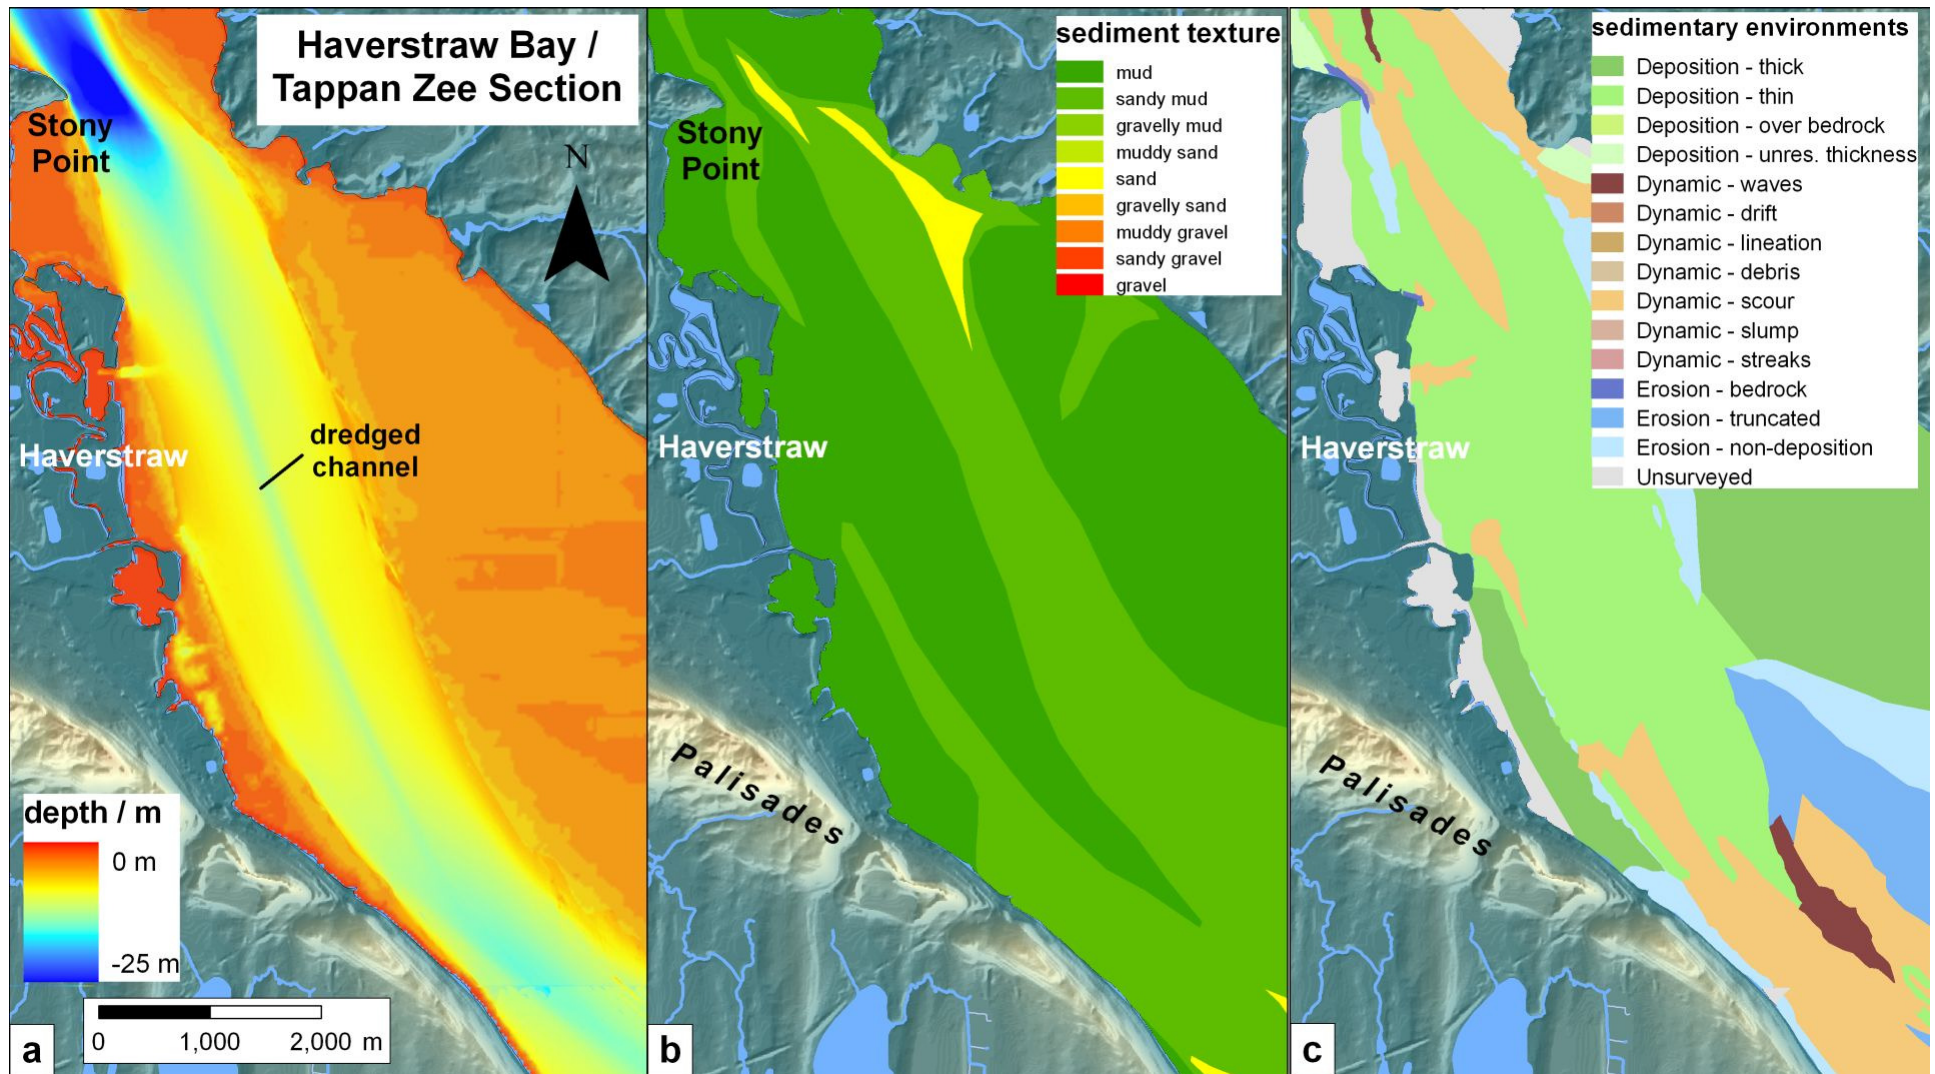 Haverstraw Bay /
Tappan Zee Section
Stony
Point
N
dredged
channel
Haverstraw
depth / m
0 m
-25 m
0 1,000 2,000 m
a
sediment texture
mud
sandy mud
gravelly mud
muddy sand
sand
gravelly sand
muddy gravel
sandy gravel
gravel
Stony
Point
Haverstraw
Palisades
b
sedimentary environments
Deposition - thick
Deposition - thin
Deposition - over bedrock
Deposition - unres. thickness
Dynamic - waves
Dynamic - drift
Dynamic - lineation
Dynamic - debris
Dynamic - scour
Dynamic - slump
Dynamic - streaks
Erosion - bedrock
Erosion - truncated
Erosion - non-deposition
Unsurveyed
Haverstraw
Palisades
c